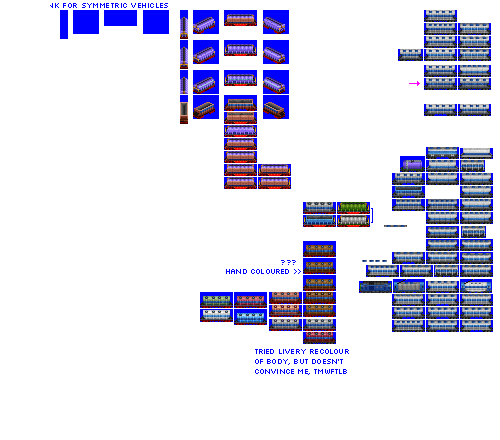 NK FOR SYMMETRIC VEHICLES
???
HAND COLOURED >>
TRIED LIVERY RECOLOUR
OF BODY, BUT DOESN'T
CONVINCE ME, TMWFTLB